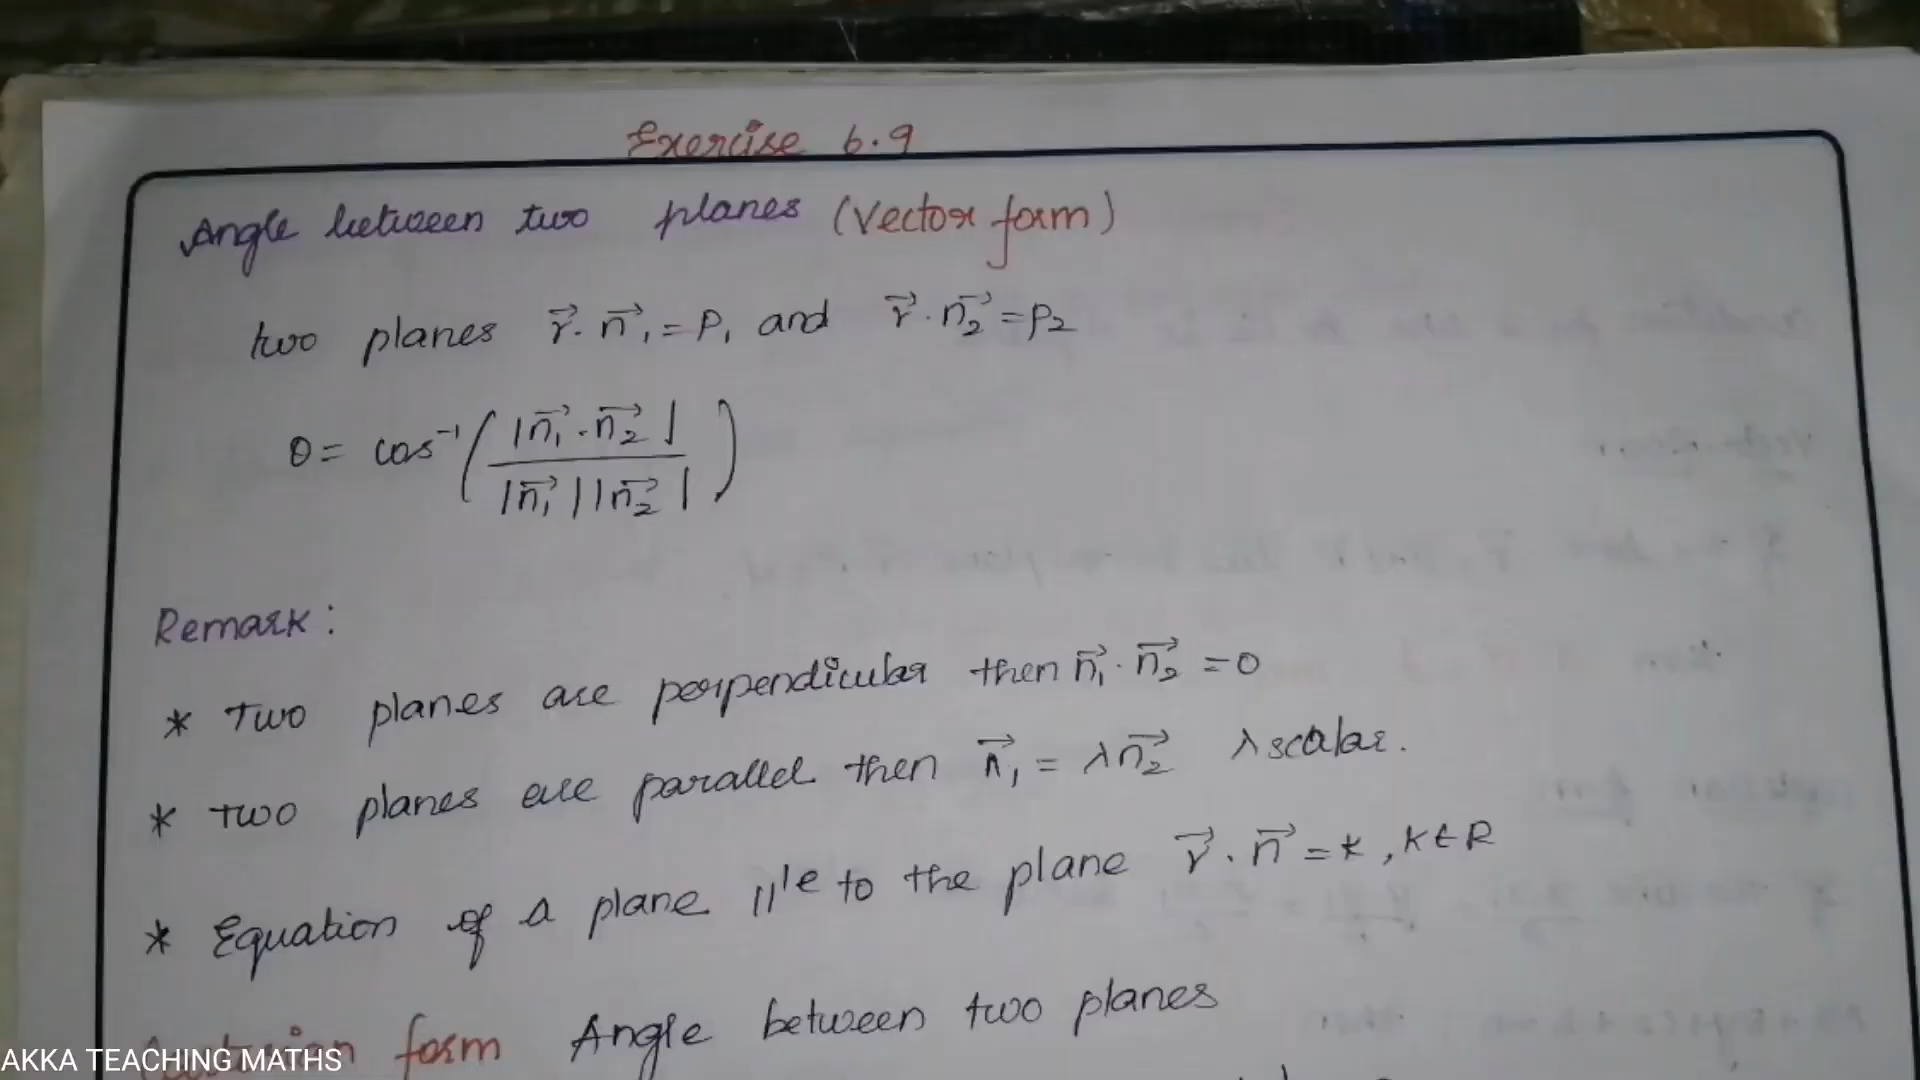 Exercise 6.9
Angle between two planes (Vector form)
two planes r⃗ . n⃗₁ = P₁ and r⃗ . n⃗₂ = P₂
θ = cos⁻¹ ( |n⃗₁ . n⃗₂| / |n⃗₁| |n⃗₂| )
Remark :
* Two planes are perpendicular then n⃗₁ . n⃗₂ = 0
* Two planes are parallel then n⃗₁ = λn⃗₂ λ scalar.
* Equation of a plane ||le to the plane r⃗ . n⃗ = k , k ∈ R
form Angle between two planes
AKKA TEACHING MATHS